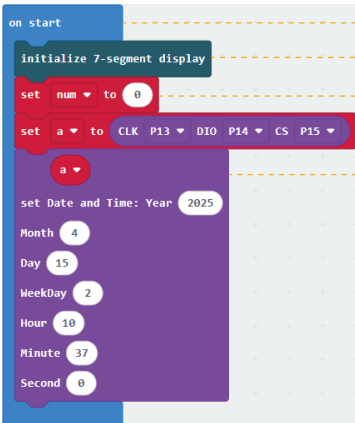 on start
initialize 7-segment display
set num to 0
set a to CLK P13 DIO P14 CS P15
a
set Date and Time: Year 2025
Month 4
Day 15
WeekDay 2
Hour 10
Minute 37
Second 0